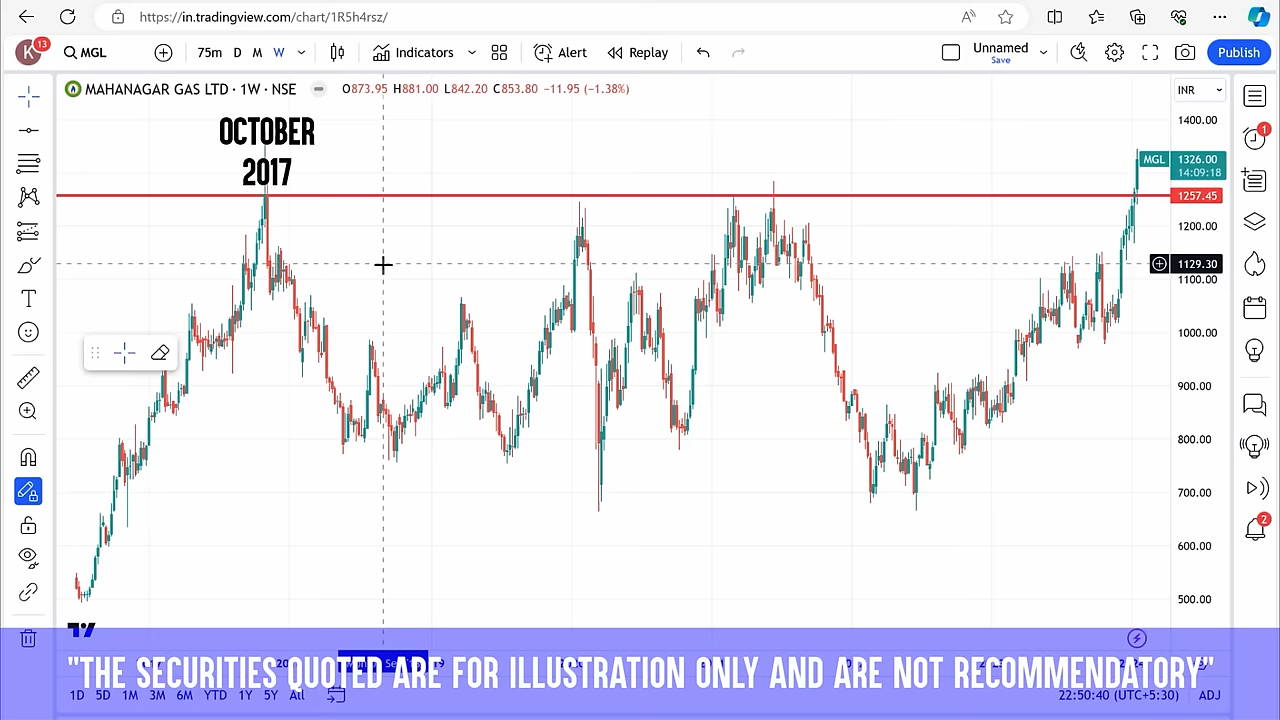 https://in.tradingview.com/chart/1R5h4rsz/
K 13 MGL 75m D M W Indicators Alert Replay Unnamed Save Publish
MAHANAGAR GAS LTD · 1W · NSE O873.95 H881.00 L842.20 C853.80 −11.95 (−1.38%) INR
OCTOBER
2017
1400.00
MGL 1326.00
14:09:18
1257.45
1200.00
1129.30
1100.00
1000.00
900.00
800.00
700.00
600.00
500.00
1
2
"THE SECURITIES QUOTED ARE FOR ILLUSTRATION ONLY AND ARE NOT RECOMMENDATORY"
1D 5D 1M 3M 6M YTD 1Y 5Y All 22:50:40 (UTC+5:30) ADJ